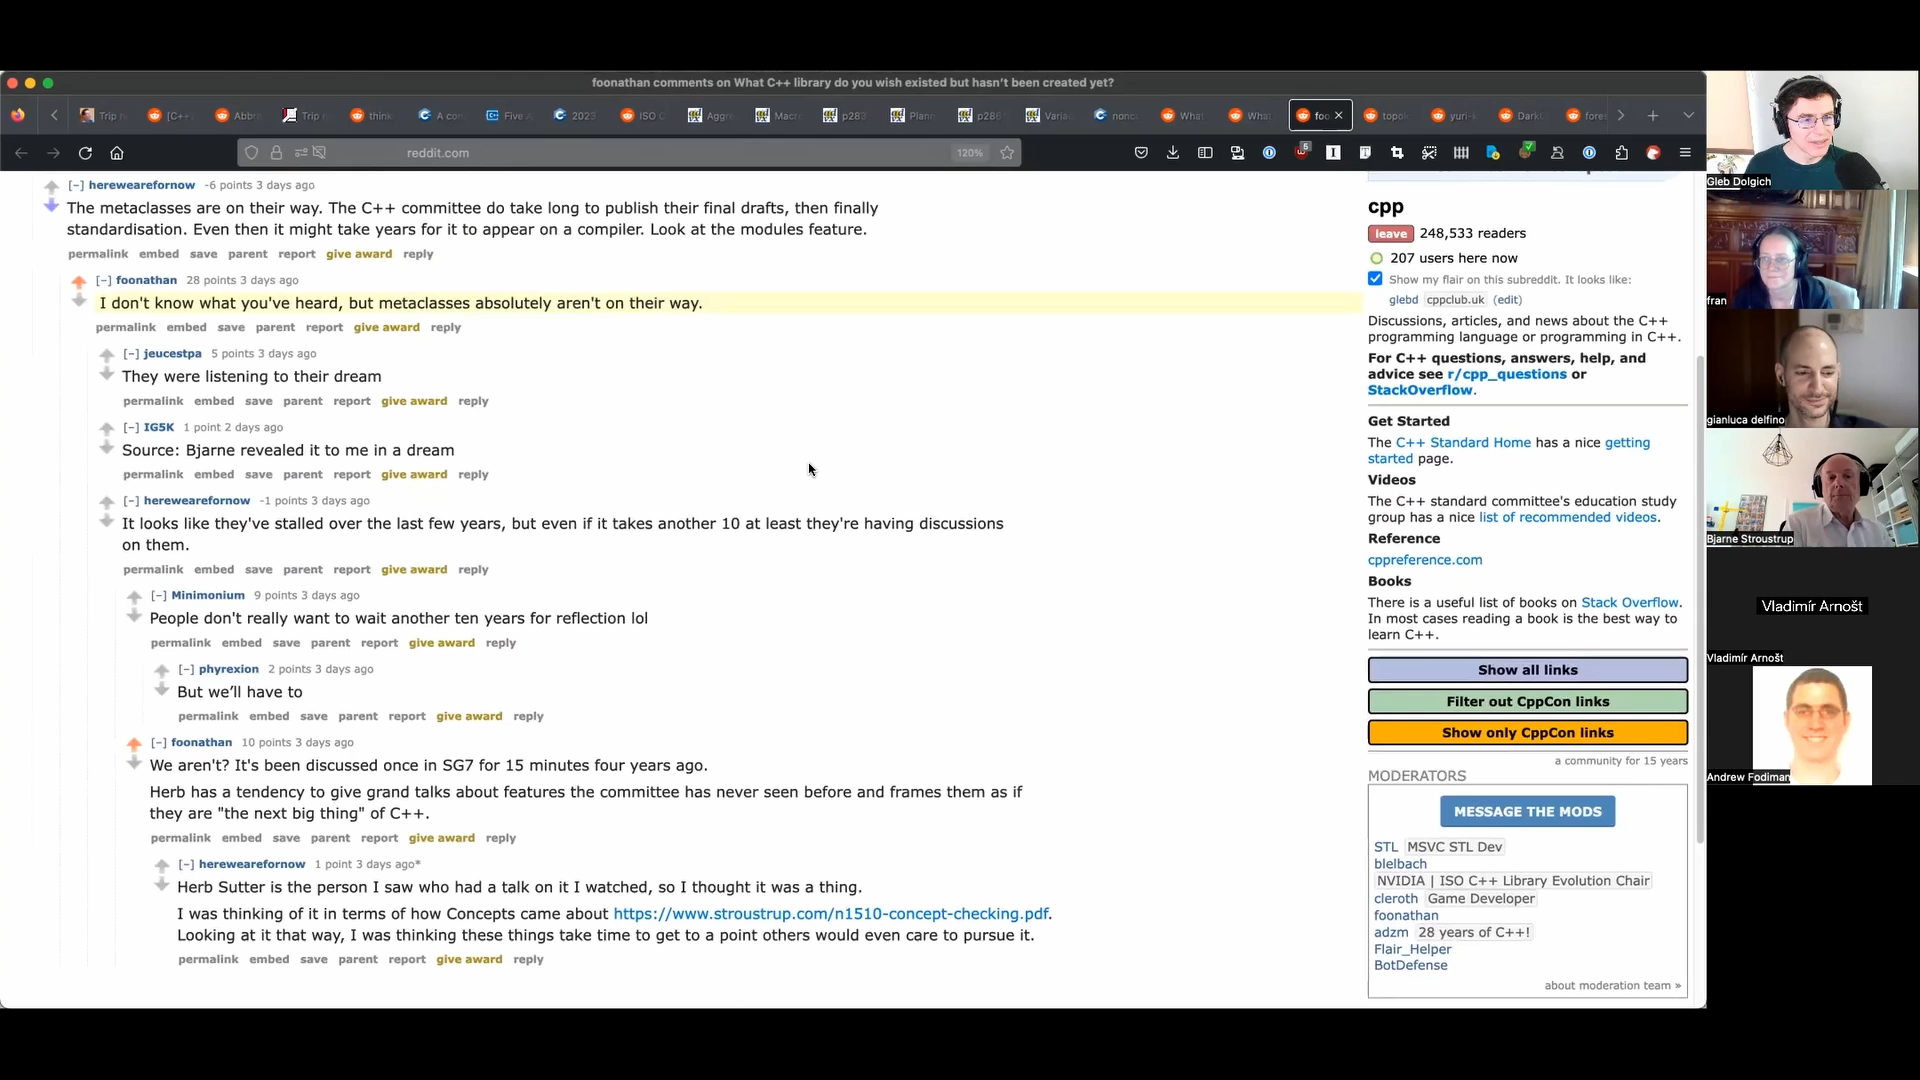 foonathan comments on What C++ library do you wish existed but hasn't been created yet?
Trip r
[C++
Abbr
Trip r
think
A con
Five A
2023
ISO C
Aggr
Macr
p283
Plann
p286
Varia
nonc
What
What
foo
topol
yuri-k
Dark
fores
reddit.com
120%
5
[–] herewearefornow -6 points 3 days ago
The metaclasses are on their way. The C++ committee do take long to publish their final drafts, then finally
standardisation. Even then it might take years for it to appear on a compiler. Look at the modules feature.
permalink embed save parent report give award reply
[–] foonathan 28 points 3 days ago
I don't know what you've heard, but metaclasses absolutely aren't on their way.
permalink embed save parent report give award reply
[–] jeucestpa 5 points 3 days ago
They were listening to their dream
permalink embed save parent report give award reply
[–] IG5K 1 point 2 days ago
Source: Bjarne revealed it to me in a dream
permalink embed save parent report give award reply
[–] herewearefornow -1 points 3 days ago
It looks like they've stalled over the last few years, but even if it takes another 10 at least they're having discussions
on them.
permalink embed save parent report give award reply
[–] Minimonium 9 points 3 days ago
People don't really want to wait another ten years for reflection lol
permalink embed save parent report give award reply
[–] phyrexion 2 points 3 days ago
But we’ll have to
permalink embed save parent report give award reply
[–] foonathan 10 points 3 days ago
We aren't? It's been discussed once in SG7 for 15 minutes four years ago.
Herb has a tendency to give grand talks about features the committee has never seen before and frames them as if
they are "the next big thing" of C++.
permalink embed save parent report give award reply
[–] herewearefornow 1 point 3 days ago*
Herb Sutter is the person I saw who had a talk on it I watched, so I thought it was a thing.
I was thinking of it in terms of how Concepts came about https://www.stroustrup.com/n1510-concept-checking.pdf.
Looking at it that way, I was thinking these things take time to get to a point others would even care to pursue it.
permalink embed save parent report give award reply
cpp
leave 248,533 readers
207 users here now
Show my flair on this subreddit. It looks like:
glebd cppclub.uk (edit)
Discussions, articles, and news about the C++
programming language or programming in C++.
For C++ questions, answers, help, and
advice see r/cpp_questions or
StackOverflow.
Get Started
The C++ Standard Home has a nice getting
started page.
Videos
The C++ standard committee's education study
group has a nice list of recommended videos.
Reference
cppreference.com
Books
There is a useful list of books on Stack Overflow.
In most cases reading a book is the best way to
learn C++.
Show all links
Filter out CppCon links
Show only CppCon links
a community for 15 years
MODERATORS
MESSAGE THE MODS
STL MSVC STL Dev
blelbach
NVIDIA | ISO C++ Library Evolution Chair
cleroth Game Developer
foonathan
adzm 28 years of C++!
Flair_Helper
BotDefense
about moderation team »
Gleb Dolgich
fran
gianluca delfino
Bjarne Stroustrup
Vladimír Arnošt
Vladimír Arnošt
Andrew Fodiman